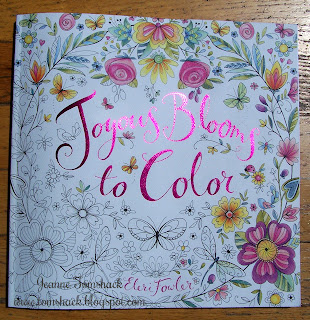 Joyous Blooms
to Color
Jeanne Tomshack
Eleri Fowler
www.tomshack.blogspot.com